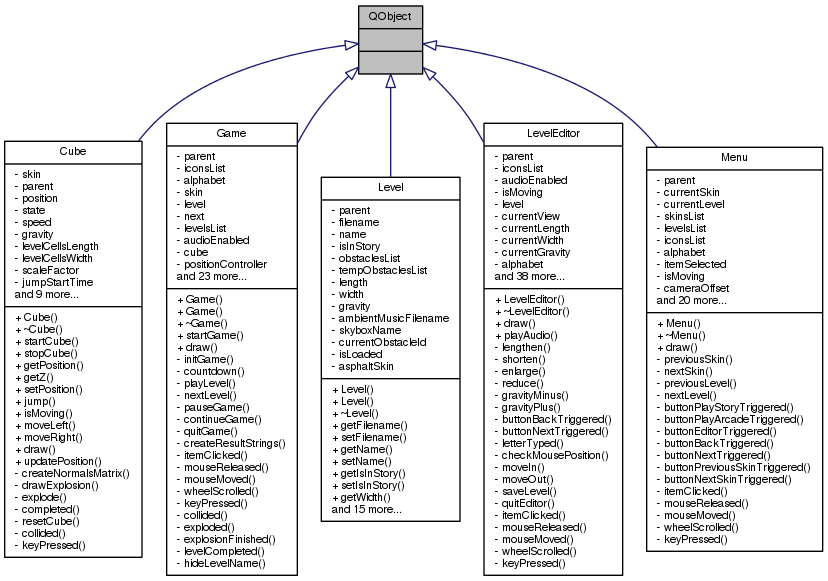 QObject
Cube
- skin
- parent
- position
- state
- speed
- gravity
- levelCellsLength
- levelCellsWidth
- scaleFactor
- jumpStartTime
and 9 more...
+ Cube()
+ ~Cube()
+ startCube()
+ stopCube()
+ getPosition()
+ getZ()
+ setPosition()
+ jump()
+ isMoving()
+ moveLeft()
+ moveRight()
+ draw()
+ updatePosition()
- createNormalsMatrix()
- drawExplosion()
- explode()
- completed()
- resetCube()
- collided()
- keyPressed()
Game
- parent
- iconsList
- alphabet
- skin
- level
- next
- levelsList
- audioEnabled
- cube
- positionController
and 23 more...
+ Game()
+ Game()
+ ~Game()
+ startGame()
+ draw()
- initGame()
- countdown()
- playLevel()
- nextLevel()
- pauseGame()
- continueGame()
- quitGame()
- createResultStrings()
- itemClicked()
- mouseReleased()
- mouseMoved()
- wheelScrolled()
- keyPressed()
- collided()
- exploded()
- explosionFinished()
- levelCompleted()
- hideLevelName()
Level
- parent
- filename
- name
- isInStory
- obstaclesList
- tempObstaclesList
- length
- width
- gravity
- ambientMusicFilename
- skyboxName
- currentObstacleId
- isLoaded
- asphaltSkin
+ Level()
+ Level()
+ ~Level()
+ getFilename()
+ setFilename()
+ getName()
+ setName()
+ getIsInStory()
+ setIsInStory()
+ getWidth()
and 15 more...
LevelEditor
- parent
- iconsList
- audioEnabled
- isMoving
- level
- currentView
- currentLength
- currentWidth
- currentGravity
- alphabet
and 38 more...
+ LevelEditor()
+ ~LevelEditor()
+ draw()
+ playAudio()
- lengthen()
- shorten()
- enlarge()
- reduce()
- gravityMinus()
- gravityPlus()
- buttonBackTriggered()
- buttonNextTriggered()
- letterTyped()
- checkMousePosition()
- moveIn()
- moveOut()
- saveLevel()
- quitEditor()
- itemClicked()
- mouseReleased()
- mouseMoved()
- wheelScrolled()
- keyPressed()
Menu
- parent
- currentSkin
- currentLevel
- skinsList
- levelsList
- iconsList
- alphabet
- itemSelected
- isMoving
- cameraOffset
and 20 more...
+ Menu()
+ ~Menu()
+ draw()
- previousSkin()
- nextSkin()
- previousLevel()
- nextLevel()
- buttonPlayStoryTriggered()
- buttonPlayArcadeTriggered()
- buttonEditorTriggered()
- buttonBackTriggered()
- buttonNextTriggered()
- buttonPreviousSkinTriggered()
- buttonNextSkinTriggered()
- itemClicked()
- mouseReleased()
- mouseMoved()
- wheelScrolled()
- keyPressed()